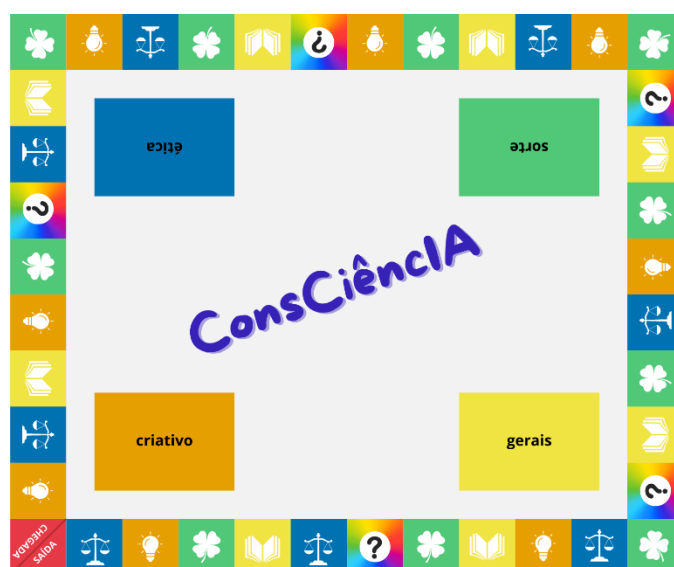 ?
ética
sorte
?
?
ConsCiêncIA
criativo
gerais
?
CHEGADA
SAÍDA
?